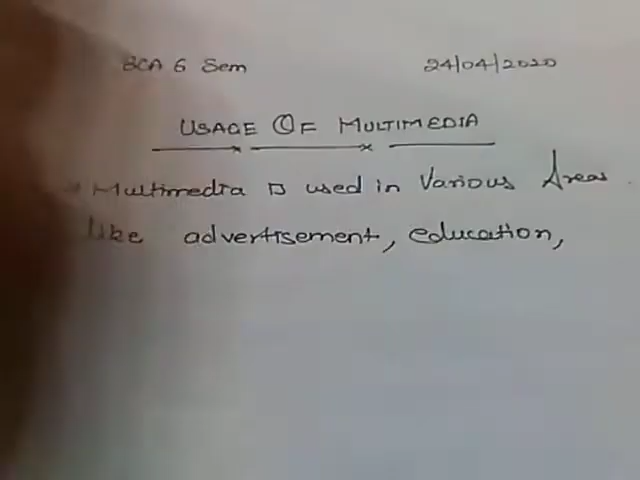 BCA 6 Sem 24/04/2020
USAGE OF MULTIMEDIA
Multimedia is used in Various Areas
like advertisement, education,